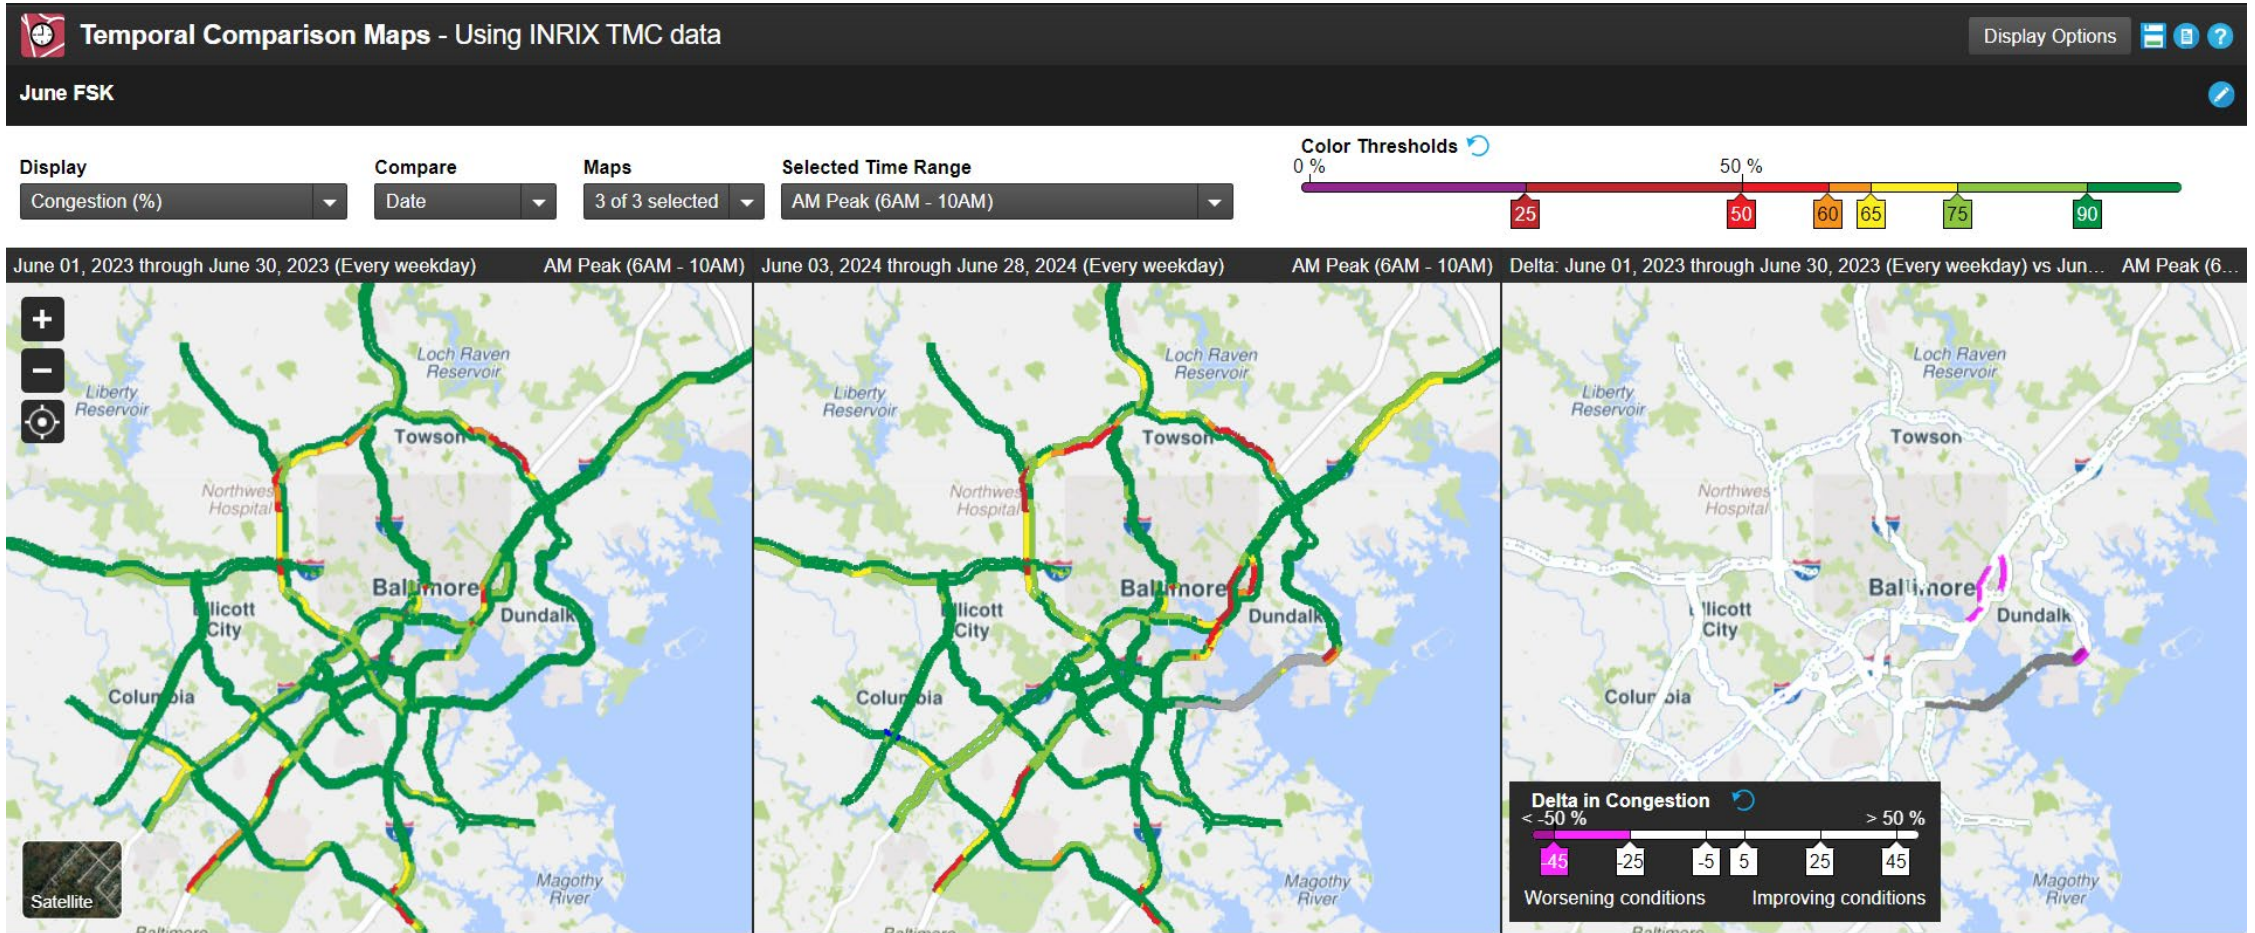 Temporal Comparison Maps - Using INRIX TMC data
Display Options
June FSK
Display
Compare
Maps
Selected Time Range
Color Thresholds
Congestion (%)
Date
3 of 3 selected
AM Peak (6AM - 10AM)
0 %
50 %
25
50
60
65
75
90
June 01, 2023 through June 30, 2023 (Every weekday)
AM Peak (6AM - 10AM)
June 03, 2024 through June 28, 2024 (Every weekday)
AM Peak (6AM - 10AM)
Delta: June 01, 2023 through June 30, 2023 (Every weekday) vs Jun...
AM Peak (6...
Loch Raven
Reservoir
Liberty
Reservoir
Towson
Northwes
Hospital
Baltimore
Dundalk
Ellicott
City
Columbia
Magothy
River
Satellite
Baltimore
Loch Raven
Reservoir
Liberty
Reservoir
Towson
Northwes
Hospital
Baltimore
Dundalk
Ellicott
City
Columbia
Magothy
River
Loch Raven
Reservoir
Liberty
Reservoir
Towson
Northwes
Hospital
Baltimore
Dundalk
Ellicott
City
Columbia
Delta in Congestion
< -50 %
> 50 %
-45
-25
-5
5
25
45
Worsening conditions
Improving conditions
Magothy
River